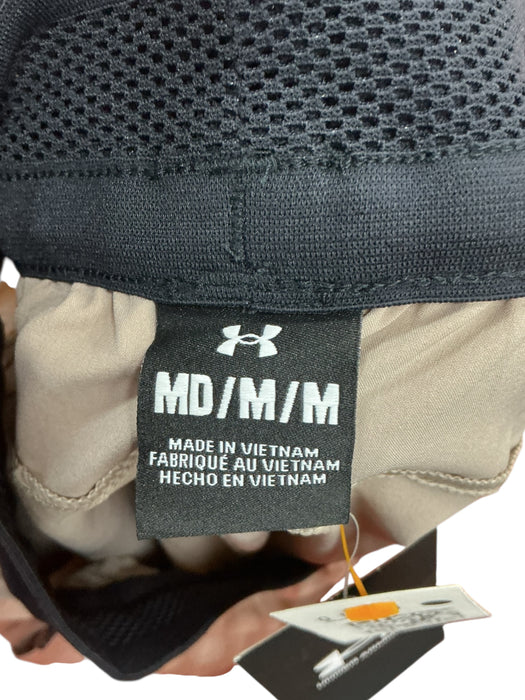 MD/M/M
MADE IN VIETNAM
FABRIQUÉ AU VIETNAM
HECHO EN VIETNAM